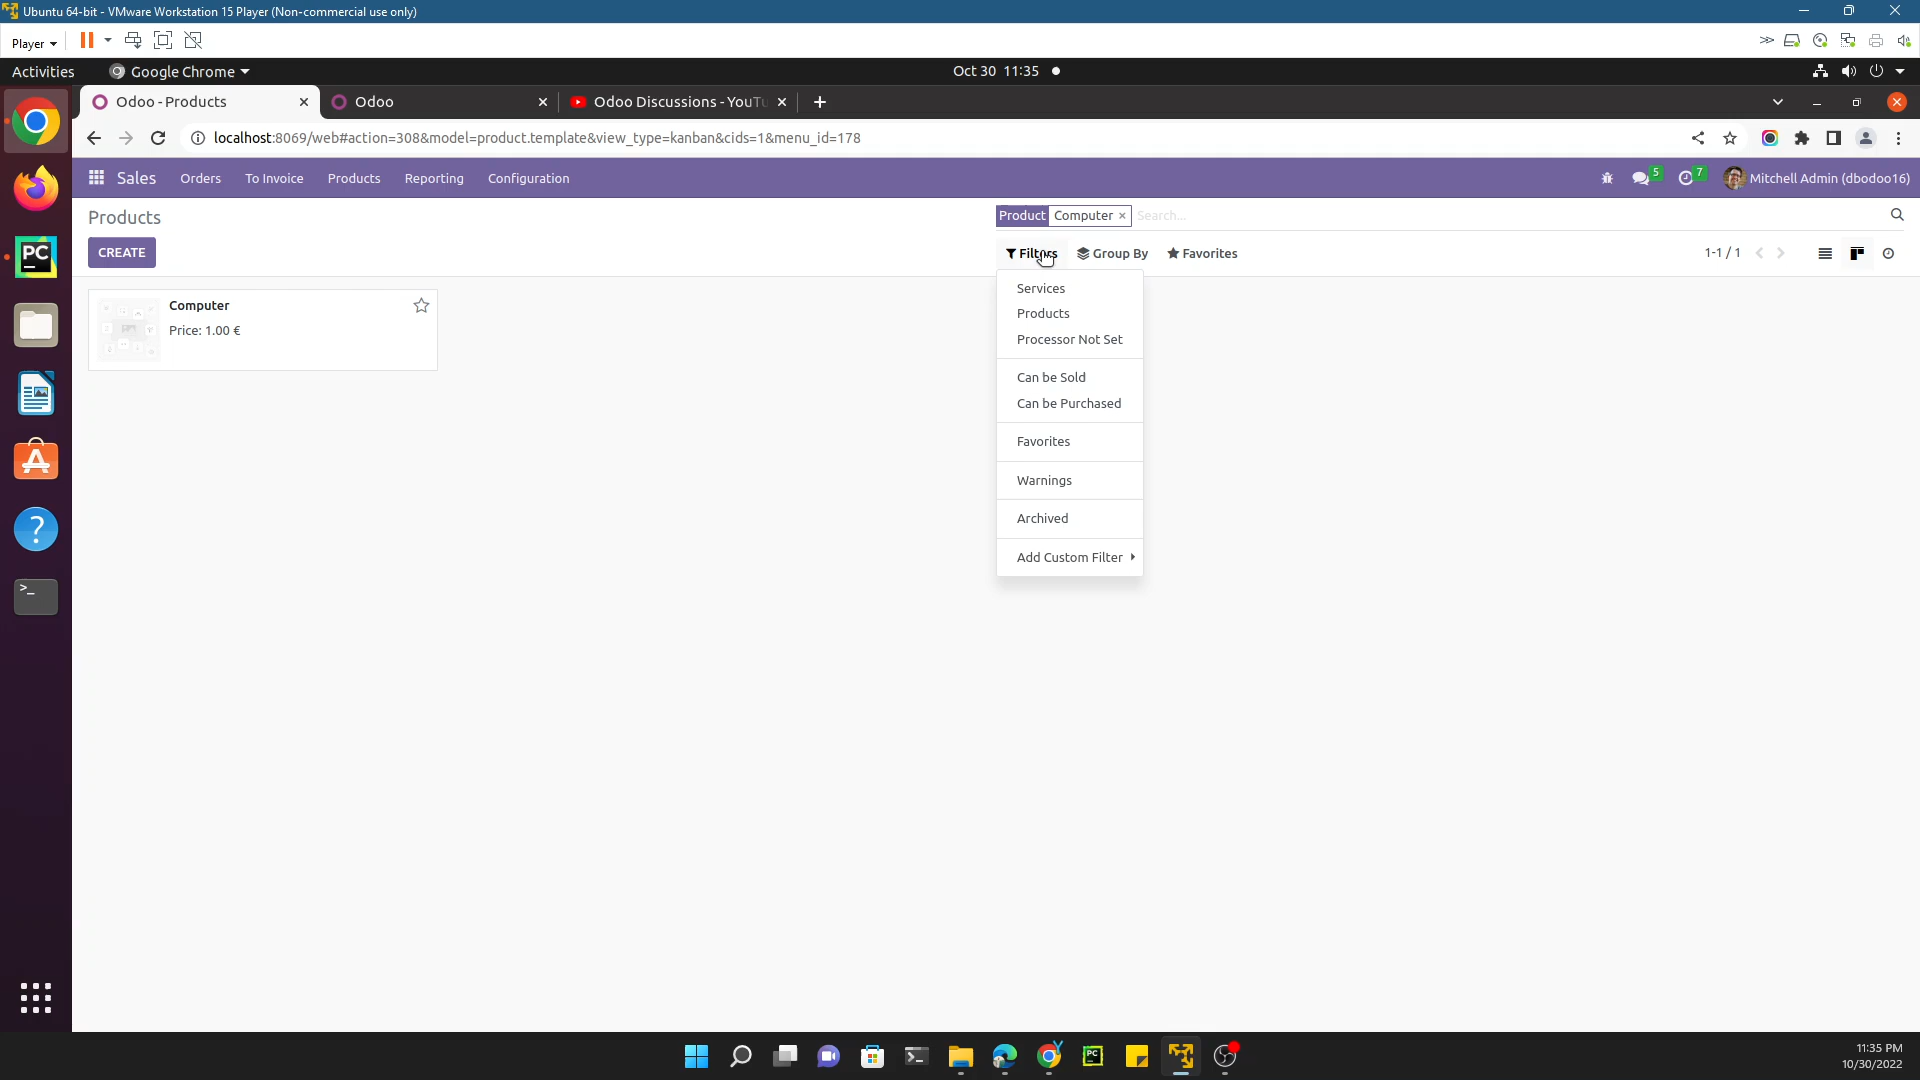 Ubuntu 64-bit - VMware Workstation 15 Player (Non-commercial use only)
Player
Activities
Google Chrome
Oct 30 11:35
Odoo - Products
Odoo
Odoo Discussions - YouTu
localhost:8069/web#action=308&model=product.template&view_type=kanban&cids=1&menu_id=178
Sales
Orders
To Invoice
Products
Reporting
Configuration
5
7
Mitchell Admin (dbodoo16)
Products
Product
Computer ×
Search...
CREATE
Filters
Group By
Favorites
1-1 / 1
Computer
Price: 1.00 €
Services
Products
Processor Not Set
Can be Sold
Can be Purchased
Favorites
Warnings
Archived
Add Custom Filter
11:35 PM
10/30/2022